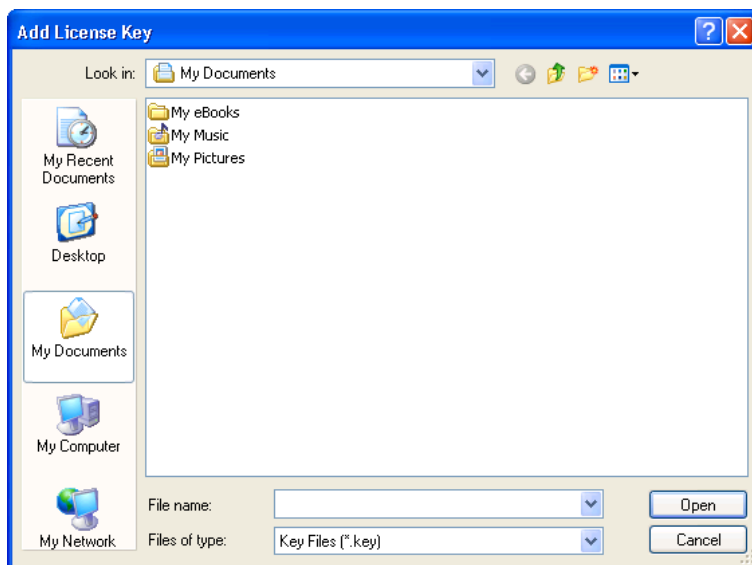 Add License Key
Look in: My Documents
My Recent
Documents
Desktop
My Documents
My Computer
My Network
My eBooks
My Music
My Pictures
File name:
Open
Files of type: Key Files (*.key)
Cancel